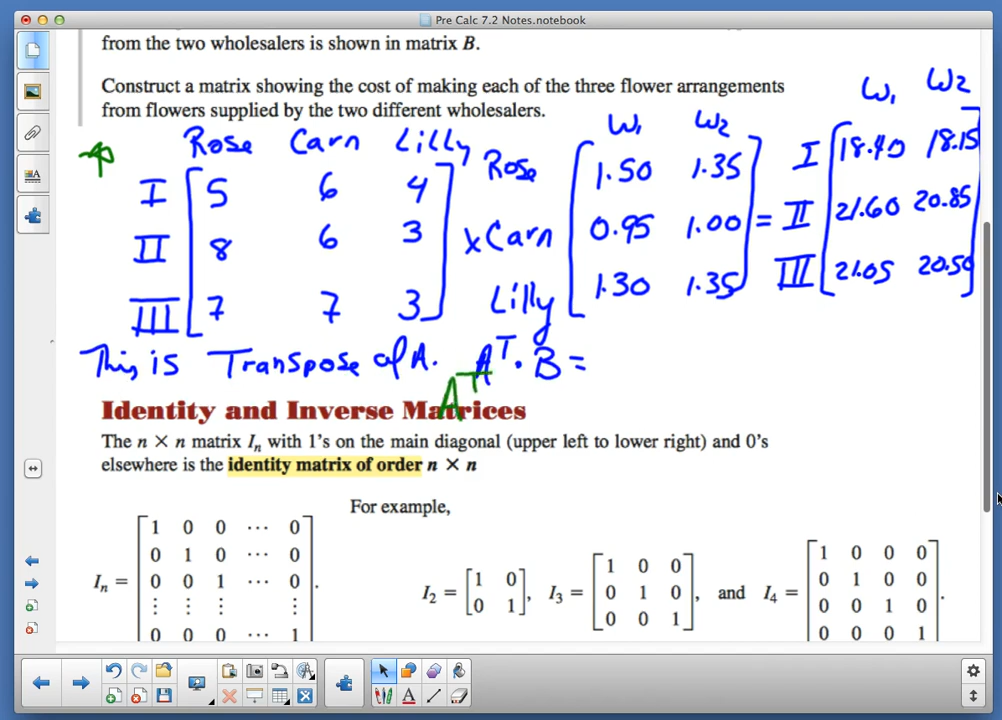 Pre Calc 7.2 Notes.notebook
from the two wholesalers is shown in matrix B.
Construct a matrix showing the cost of making each of the three flower arrangements
from flowers supplied by the two different wholesalers.
Rose Carn Lilly W1 W2 W1 W2
I 5 6 4 Rose 1.50 1.35 I 18.40 18.15
II 8 6 3 x Carn 0.95 1.00 = II 21.60 20.85
III 7 7 3 Lilly 1.30 1.35 III 21.05 20.50
This is Transpose of A. A^T · B =
A^T
Identity and Inverse Matrices
The n × n matrix Iₙ with 1's on the main diagonal (upper left to lower right) and 0's
elsewhere is the identity matrix of order n × n
For example,
Iₙ =
1 0 0 ⋯ 0
0 1 0 ⋯ 0
0 0 1 ⋯ 0
⋮ ⋮ ⋮ ⋮
0 0 0 ⋯ 1
.
I₂ =
1 0
0 1
,
I₃ =
1 0 0
0 1 0
0 0 1
, and
I₄ =
1 0 0 0
0 1 0 0
0 0 1 0
0 0 0 1
.